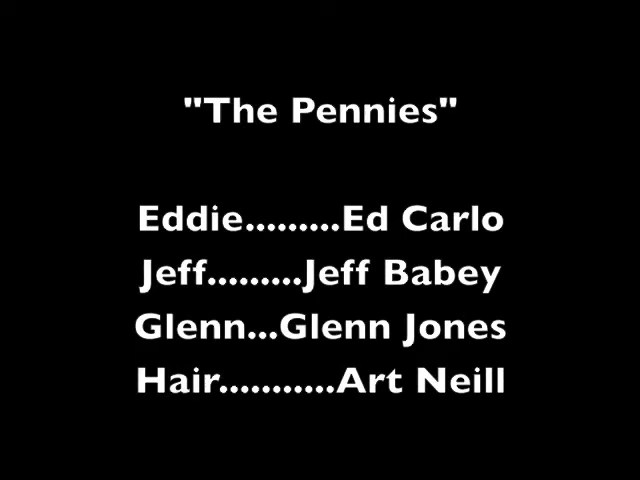 "The Pennies"
Eddie.........Ed Carlo
Jeff.........Jeff Babey
Glenn...Glenn Jones
Hair...........Art Neill